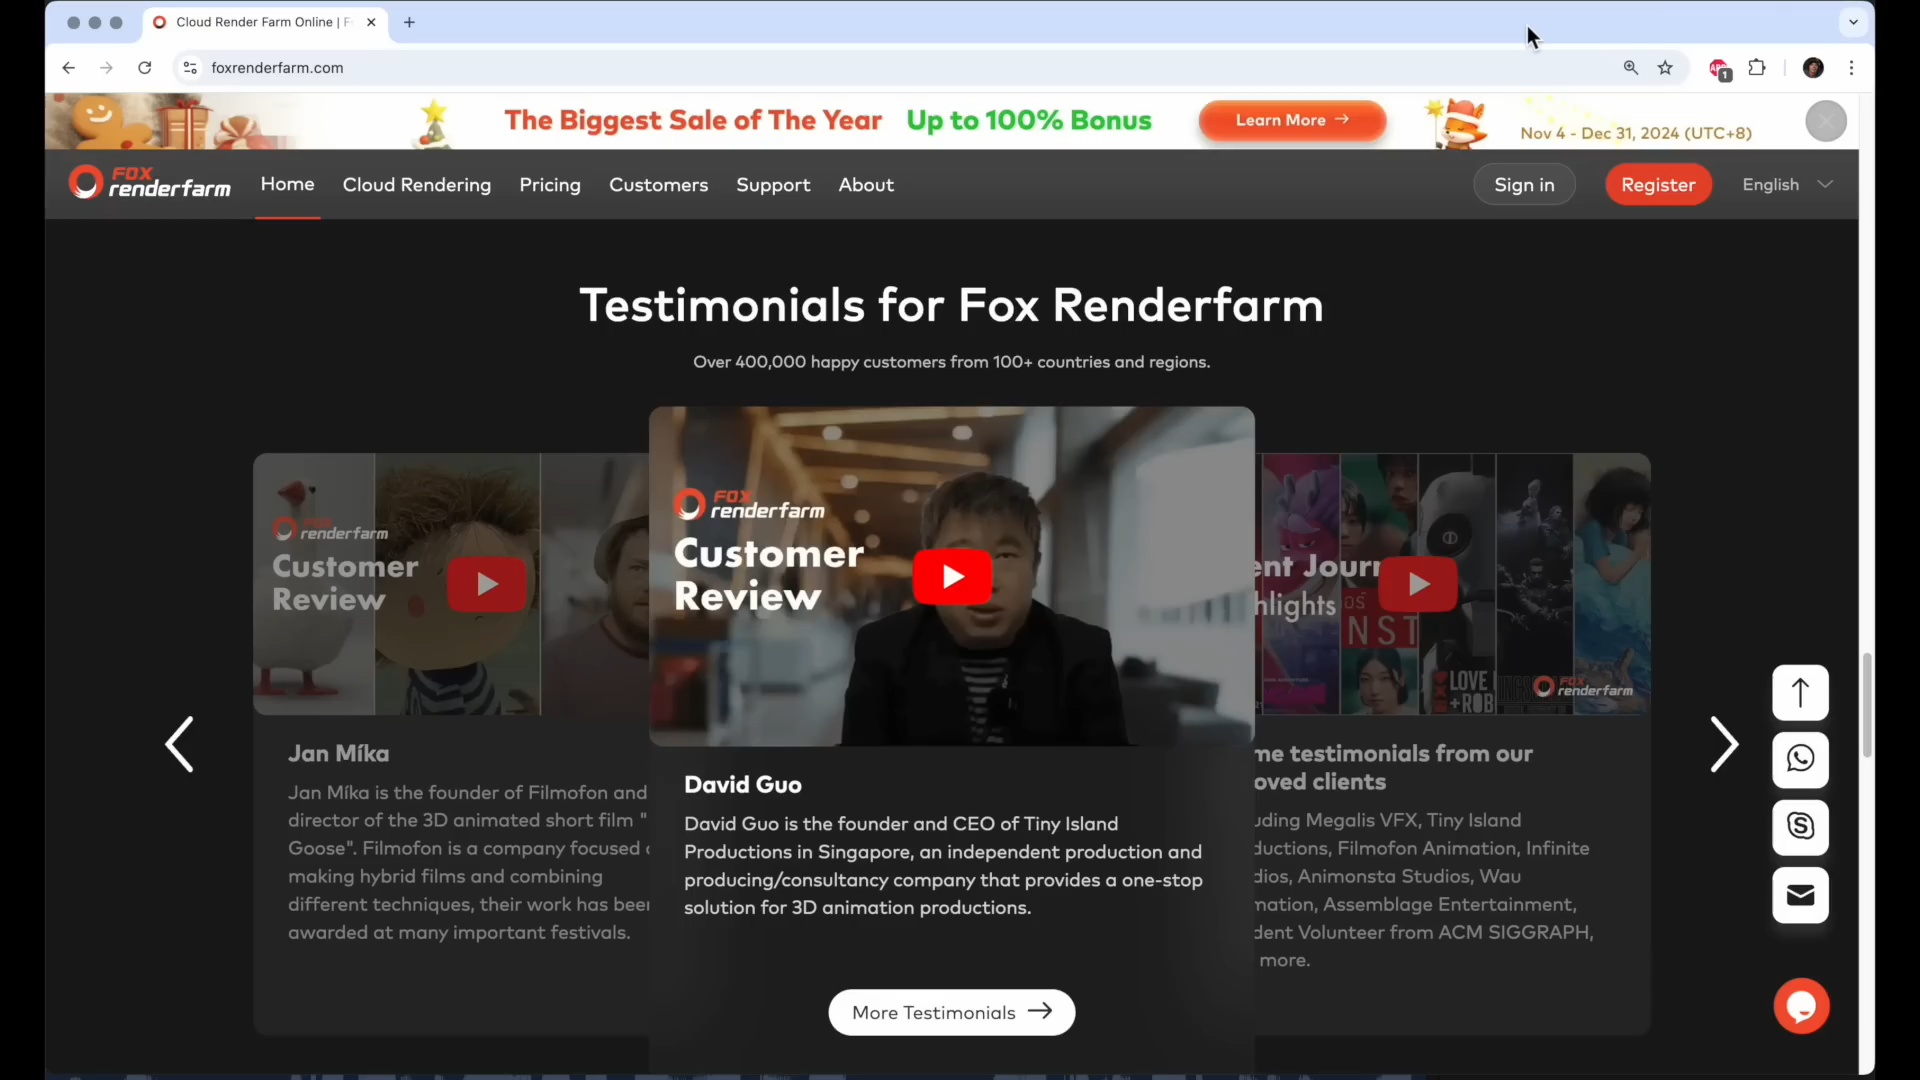 Cloud Render Farm Online | F
foxrenderfarm.com
1
The Biggest Sale of The Year Up to 100% Bonus
Learn More →
Nov 4 - Dec 31, 2024 (UTC+8)
FOX renderfarm
Home
Cloud Rendering
Pricing
Customers
Support
About
Sign in
Register
English
Testimonials for Fox Renderfarm
Over 400,000 happy customers from 100+ countries and regions.
FOX
renderfarm
Customer
Review
Jan Míka
Jan Míka is the founder of Filmofon and
director of the 3D animated short film "
Goose". Filmofon is a company focused
making hybrid films and combining
different techniques, their work has bee
awarded at many important festivals.
FOX
renderfarm
Customer
Review
David Guo
David Guo is the founder and CEO of Tiny Island
Productions in Singapore, an independent production and
producing/consultancy company that provides a one-stop
solution for 3D animation productions.
ent Jour
hlights
NST
LOVE
+ROB
FOX
renderfarm
me testimonials from our
oved clients
uding Megalis VFX, Tiny Island
ductions, Filmofon Animation, Infinite
dios, Animonsta Studios, Wau
mation, Assemblage Entertainment,
dent Volunteer from ACM SIGGRAPH,
more.
More Testimonials →